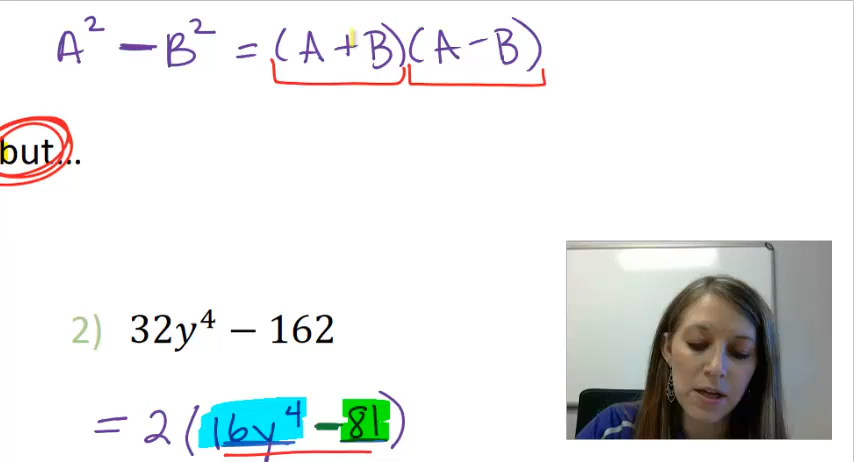 A² − B² = (A + B)(A − B)
but...
2) 32y⁴ − 162
= 2(16y⁴ − 81)